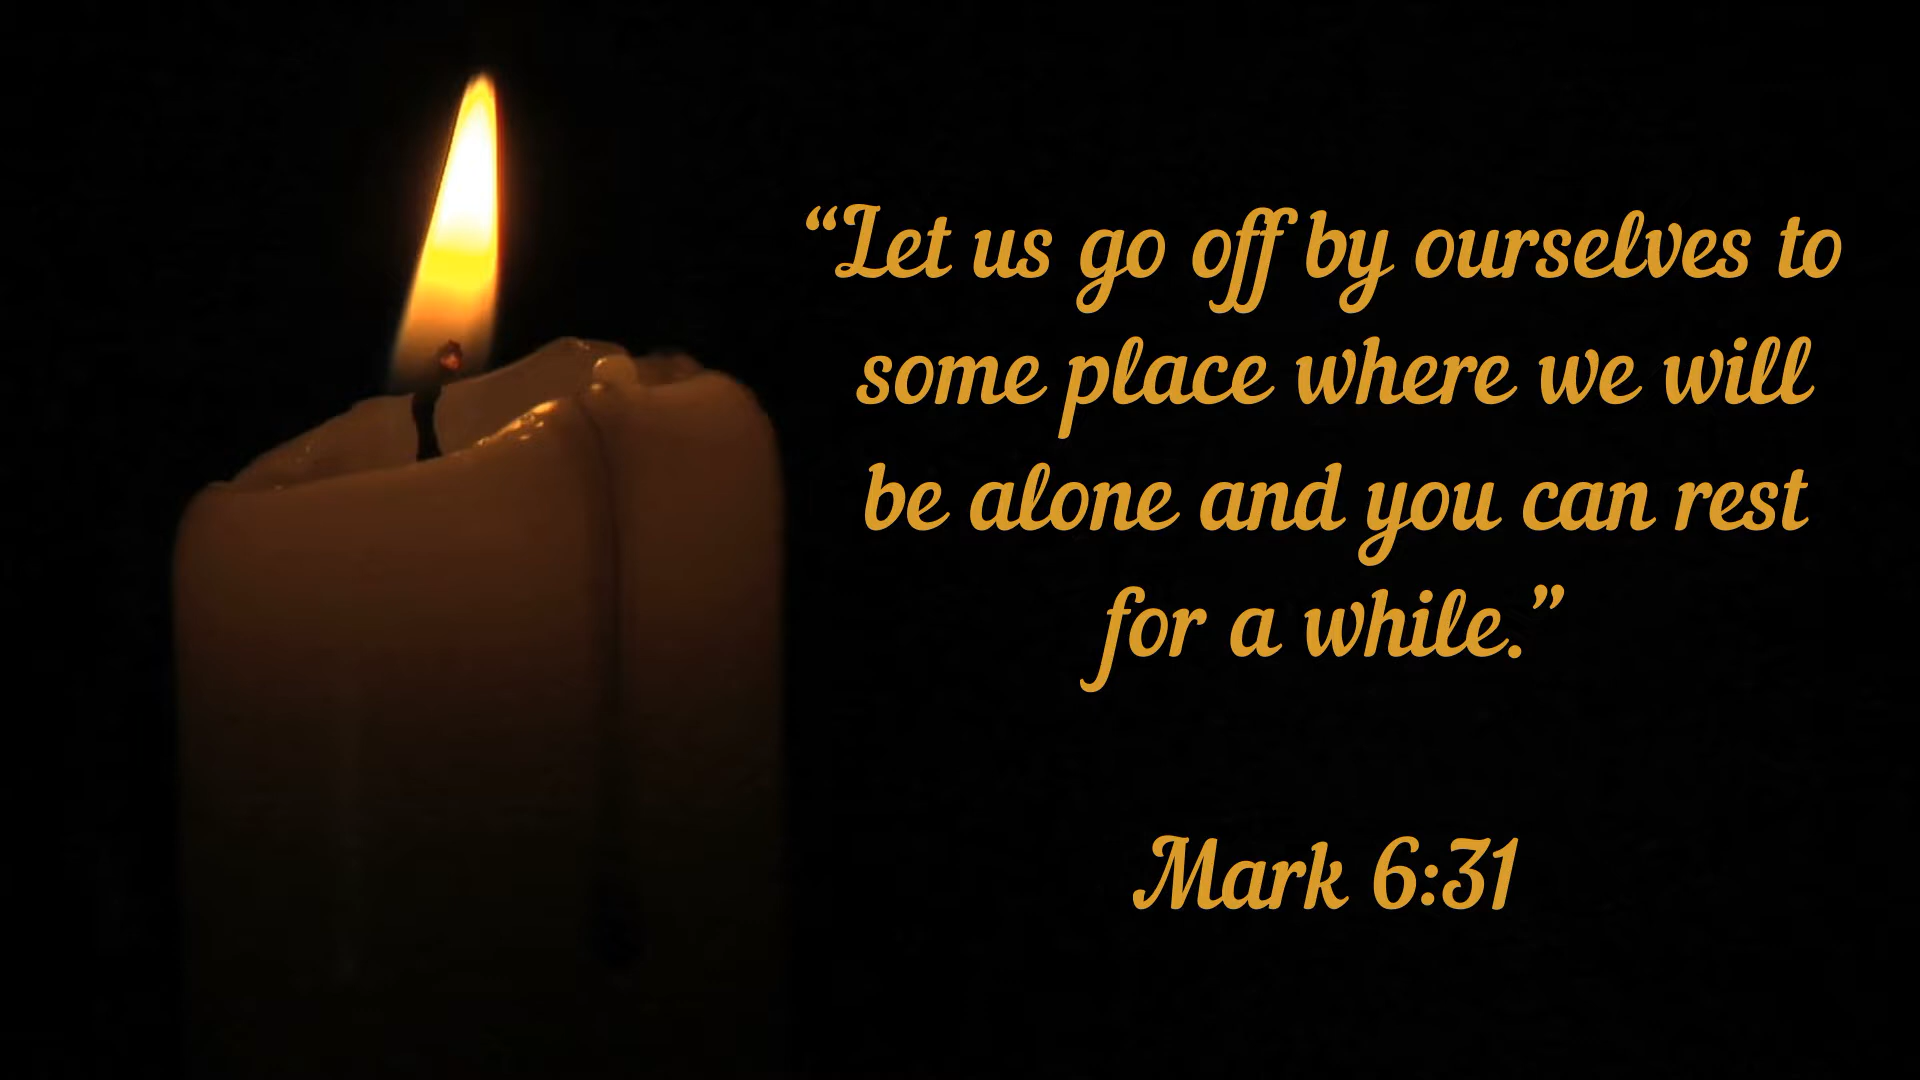 “Let us go off by ourselves to
some place where we will
be alone and you can rest
for a while.”
Mark 6:31